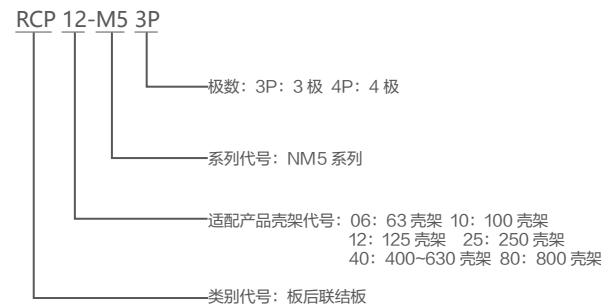 RCP 12-M5 3P
极数：3P：3 极 4P：4 极
系列代号：NM5 系列
适配产品壳架代号：06：63 壳架 10：100 壳架
12：125 壳架 25：250 壳架
40：400~630 壳架 80：800 壳架
类别代号：板后联结板